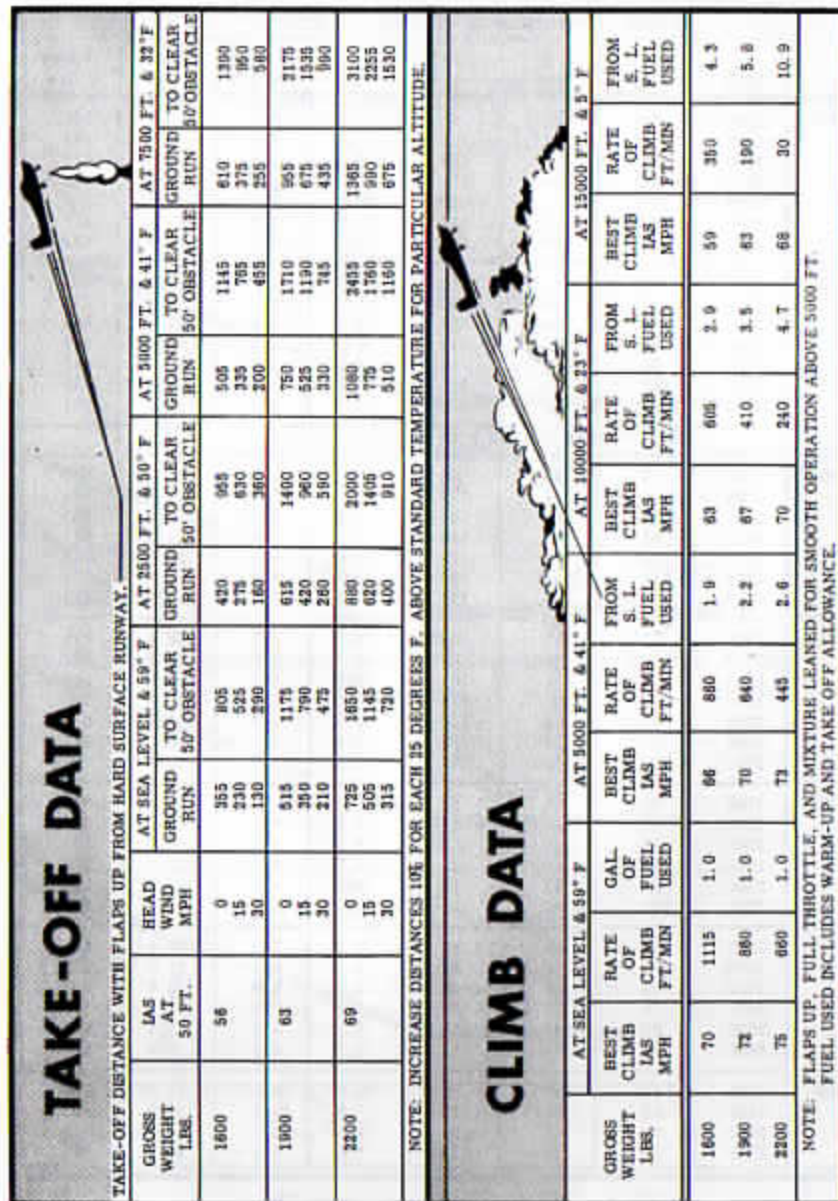 TAKE-OFF DATA
TAKE-OFF DISTANCE WITH FLAPS UP FROM HARD SURFACE RUNWAY.
GROSS WEIGHT LBS. IAS AT 50 FT. HEAD WIND MPH AT SEA LEVEL & 59° F AT 2500 FT. & 50° F AT 5000 FT. & 41° F AT 7500 FT. & 32° F
GROUND RUN TO CLEAR 50' OBSTACLE GROUND RUN TO CLEAR 50' OBSTACLE GROUND RUN TO CLEAR 50' OBSTACLE GROUND RUN TO CLEAR 50' OBSTACLE
1600 56 0 355 805 420 955 505 1145 610 1390
15 230 525 275 630 335 765 375 950
30 130 290 160 380 200 455 255 580
1900 63 0 515 1175 615 1400 750 1710 955 2175
15 350 790 420 960 525 1190 675 1535
30 210 475 260 590 330 745 435 990
2200 69 0 725 1650 880 2000 1080 2455 1365 3100
15 505 1145 620 1405 775 1760 990 2255
30 315 720 400 910 510 1160 675 1530
NOTE: INCREASE DISTANCES 10% FOR EACH 25 DEGREES F. ABOVE STANDARD TEMPERATURE FOR PARTICULAR ALTITUDE.
CLIMB DATA
GROSS WEIGHT LBS. AT SEA LEVEL & 59° F AT 5000 FT. & 41° F AT 10000 FT. & 23° F AT 15000 FT. & 5° F
BEST CLIMB IAS MPH RATE OF CLIMB FT/MIN GAL. OF FUEL USED BEST CLIMB IAS MPH RATE OF CLIMB FT/MIN FROM S. L. FUEL USED BEST CLIMB IAS MPH RATE OF CLIMB FT/MIN FROM S. L. FUEL USED BEST CLIMB IAS MPH RATE OF CLIMB FT/MIN FROM S. L. FUEL USED
1600 70 1115 1.0 66 860 1.9 63 605 2.9 59 350 4.3
1900 72 880 1.0 70 640 2.2 67 410 3.5 63 190 5.8
2200 75 660 1.0 72 445 2.6 70 240 4.7 68 30 10.9
NOTE: FLAPS UP, FULL THROTTLE, AND MIXTURE LEANED FOR SMOOTH OPERATION ABOVE 5000 FT.
FUEL USED INCLUDES WARM-UP AND TAKE OFF ALLOWANCE.